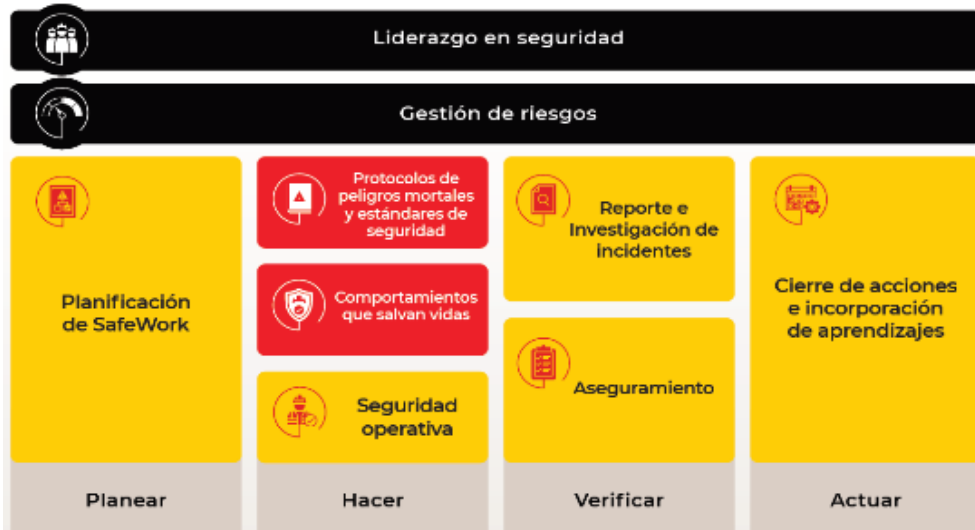 Liderazgo en seguridad
Gestión de riesgos
Planificación
de SafeWork
Protocolos de
peligros mortales
y estándares de
seguridad
Comportamientos
que salvan vidas
Seguridad
operativa
Reporte e
Investigación de
incidentes
Aseguramiento
Cierre de acciones
e incorporación
de aprendizajes
Planear
Hacer
Verificar
Actuar